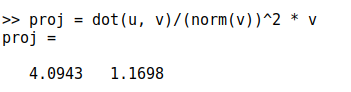 >> proj = dot(u, v)/(norm(v))^2 * v
proj =
4.0943 1.1698